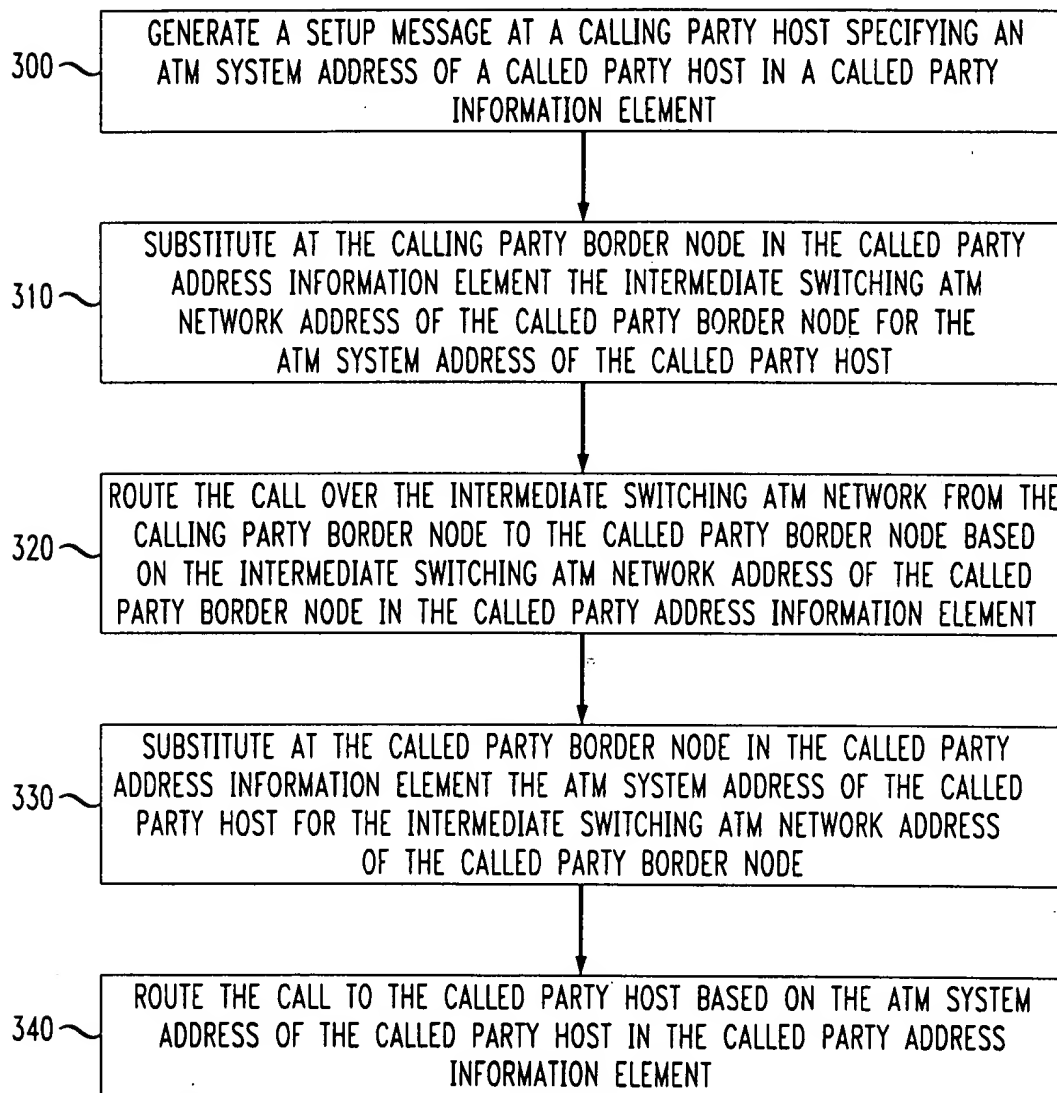 300
GENERATE A SETUP MESSAGE AT A CALLING PARTY HOST SPECIFYING AN
ATM SYSTEM ADDRESS OF A CALLED PARTY HOST IN A CALLED PARTY
INFORMATION ELEMENT
310
SUBSTITUTE AT THE CALLING PARTY BORDER NODE IN THE CALLED PARTY
ADDRESS INFORMATION ELEMENT THE INTERMEDIATE SWITCHING ATM
NETWORK ADDRESS OF THE CALLED PARTY BORDER NODE FOR THE
ATM SYSTEM ADDRESS OF THE CALLED PARTY HOST
320
ROUTE THE CALL OVER THE INTERMEDIATE SWITCHING ATM NETWORK FROM THE
CALLING PARTY BORDER NODE TO THE CALLED PARTY BORDER NODE BASED
ON THE INTERMEDIATE SWITCHING ATM NETWORK ADDRESS OF THE CALLED
PARTY BORDER NODE IN THE CALLED PARTY ADDRESS INFORMATION ELEMENT
330
SUBSTITUTE AT THE CALLED PARTY BORDER NODE IN THE CALLED PARTY
ADDRESS INFORMATION ELEMENT THE ATM SYSTEM ADDRESS OF THE CALLED
PARTY HOST FOR THE INTERMEDIATE SWITCHING ATM NETWORK ADDRESS
OF THE CALLED PARTY BORDER NODE
340
ROUTE THE CALL TO THE CALLED PARTY HOST BASED ON THE ATM SYSTEM
ADDRESS OF THE CALLED PARTY HOST IN THE CALLED PARTY ADDRESS
INFORMATION ELEMENT